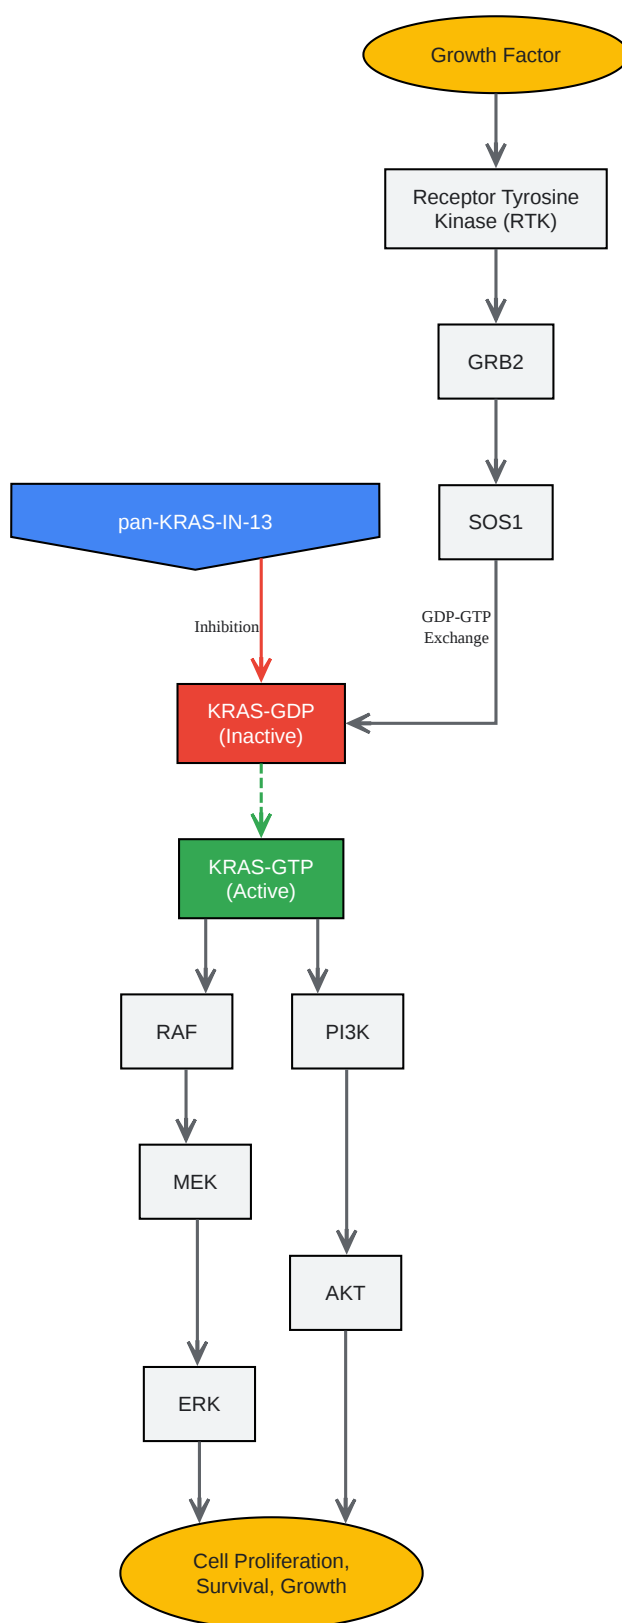 Growth Factor
Receptor Tyrosine
Kinase (RTK)
GRB2
pan-KRAS-IN-13
SOS1
Inhibition
GDP-GTP
Exchange
KRAS-GDP
(Inactive)
KRAS-GTP
(Active)
RAF
PI3K
MEK
AKT
ERK
Cell Proliferation,
Survival, Growth